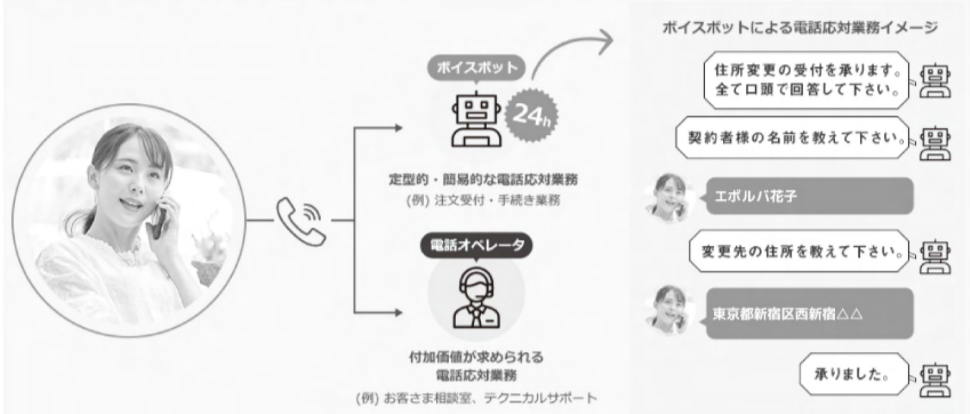 ボイスボット
24h
定型的・簡易的な電話応対業務
(例) 注文受付・手続き業務
電話オペレータ
付加価値が求められる
電話応対業務
(例) お客さま相談室、テクニカルサポート
ボイスボットによる電話応対業務イメージ
住所変更の受付を承ります。
全て口頭で回答して下さい。
契約者様の名前を教えて下さい。
エボルバ花子
変更先の住所を教えて下さい。
東京都新宿区西新宿△△
承りました。